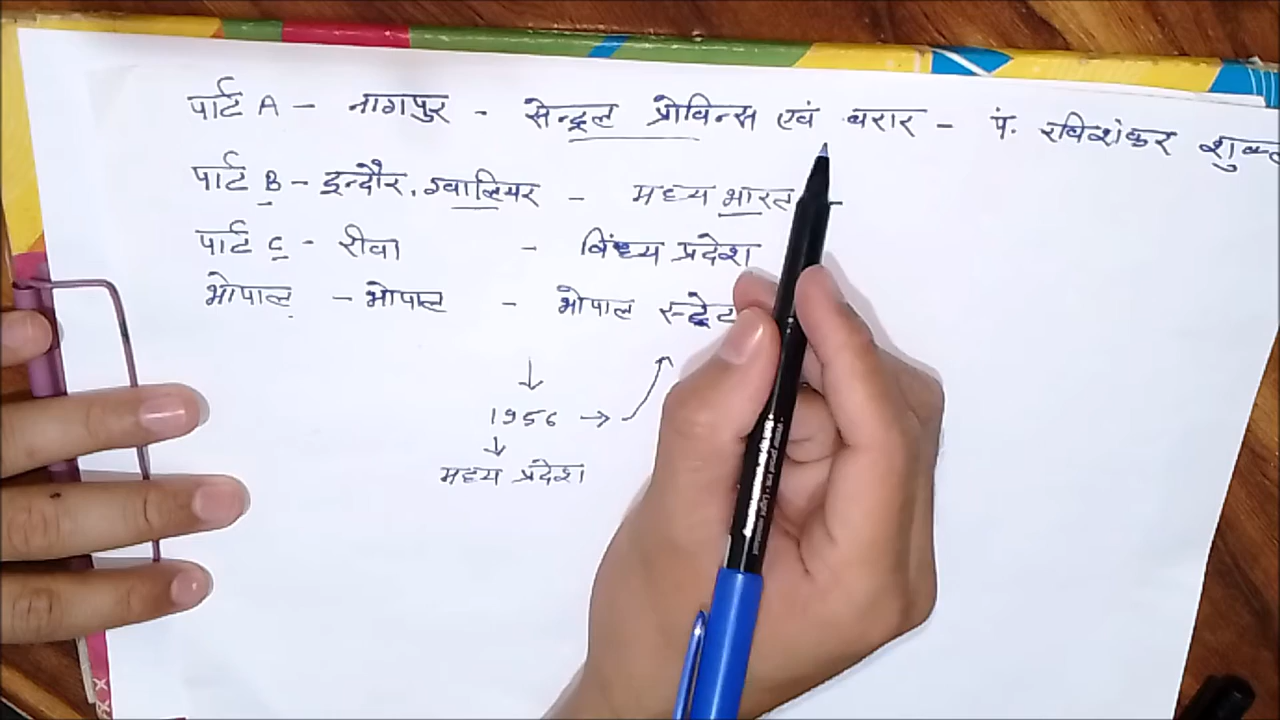 पार्ट A - नागपुर - सेन्ट्रल प्रोविन्स एवं बरार - पं. रविशंकर शुक्ल
पार्ट B - इन्दौर, ग्वालियर - मध्य भारत -
पार्ट C - रीवा - विंध्य प्रदेश
भोपाल - भोपाल - भोपाल स्टेट
↓
1956 →
↓
मध्य प्रदेश